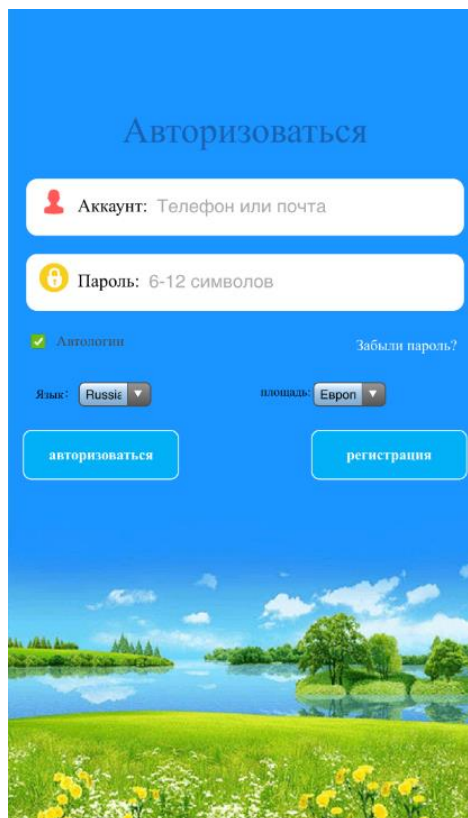 Авторизоваться
Аккаунт: Телефон или почта
Пароль: 6-12 символов
Автологин
Забыли пароль?
Язык: Russia площадь: Европ
авторизоваться регистрация